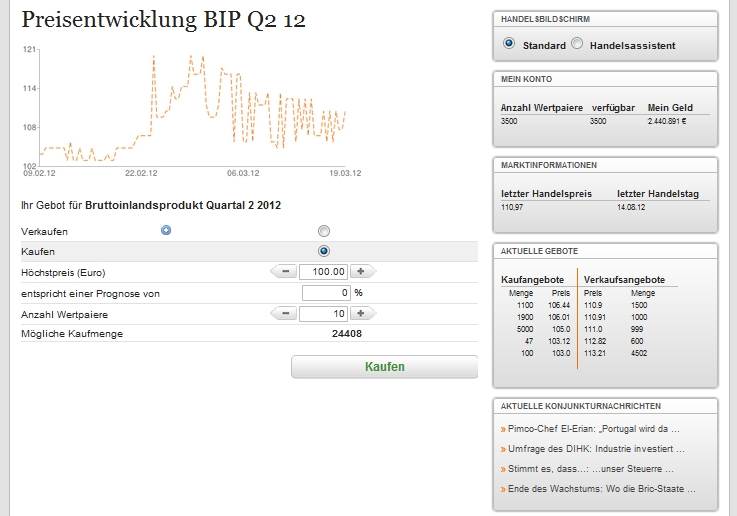 Preisentwicklung BIP Q2 12
121
114
108
102
09.02.12 22.02.12 06.03.12 19.03.12
Ihr Gebot für Bruttoinlandsprodukt Quartal 2 2012
Verkaufen
Kaufen
Höchstpreis (Euro) 100.00
entspricht einer Prognose von 0 %
Anzahl Wertpaiere 10
Mögliche Kaufmenge 24408
Kaufen
HANDELSBILDSCHIRM
Standard Handelsassistent
MEIN KONTO
Anzahl Wertpaiere verfügbar Mein Geld
3500 3500 2.440.891 €
MARKTINFORMATIONEN
letzter Handelspreis letzter Handelstag
110,97 14.08.12
AKTUELLE GEBOTE
Kaufangebote Verkaufsangebote
Menge Preis Preis Menge
1100 106.44 110.9 1500
1900 106.01 110.91 1000
5000 105.0 111.0 999
47 103.12 112.82 600
100 103.0 113.21 4502
AKTUELLE KONJUNKTURNACHRICHTEN
» Pimco-Chef El-Erian: „Portugal wird da ...
» Umfrage des DIHK: Industrie investiert ...
» Stimmt es, dass...: ...unser Steuerre ...
» Ende des Wachstums: Wo die Bric-Staate ...